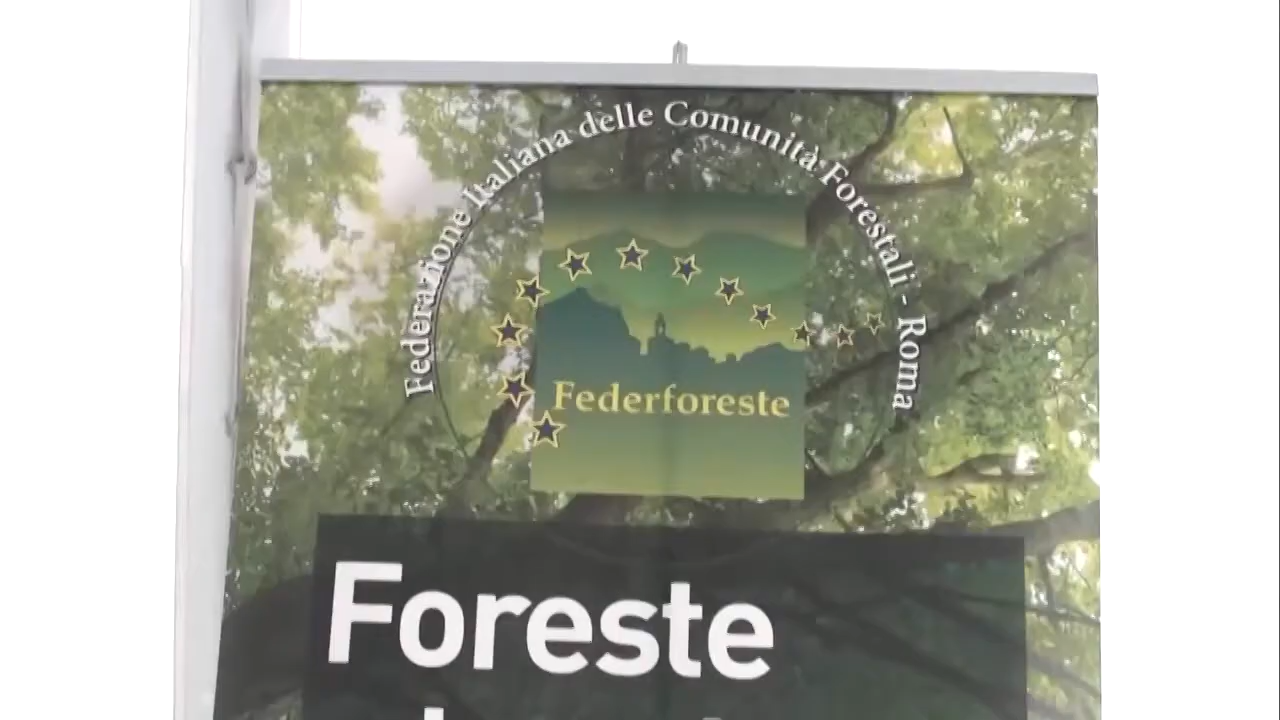 Federazione Italiana delle Comunità Forestali - Roma
Federforeste
Foreste